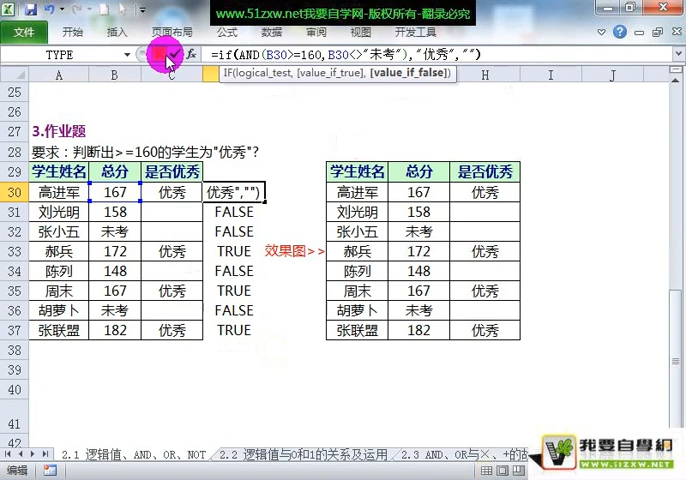 www.51zxw.net我要自学网-版权所有-翻录必究
文件 开始 插入 页面布局 公式 数据 审阅 视图 开发工具
TYPE fx =if(AND(B30>=160,B30<>"未考"),"优秀","")
IF(logical_test, [value_if_true], [value_if_false])
A B C H I J
25
26
27 3.作业题
28 要求：判断出>=160的学生为"优秀"?
29 学生姓名 总分 是否优秀 学生姓名 总分 是否优秀
30 高进军 167 优秀 优秀","") 高进军 167 优秀
31 刘光明 158 FALSE 刘光明 158
32 张小五 未考 FALSE 张小五 未考
33 郝兵 172 优秀 TRUE 效果图>> 郝兵 172 优秀
34 陈列 148 FALSE 陈列 148
35 周末 167 优秀 TRUE 周末 167 优秀
36 胡萝卜 未考 FALSE 胡萝卜 未考
37 张联盟 182 优秀 TRUE 张联盟 182 优秀
38
39
40
41
42
2.1 逻辑值、AND、OR、NOT 2.2 逻辑值与0和1的关系及运用 2.3 AND、OR与×、+的
编辑
我要自學網
WWW.51ZXW.NET